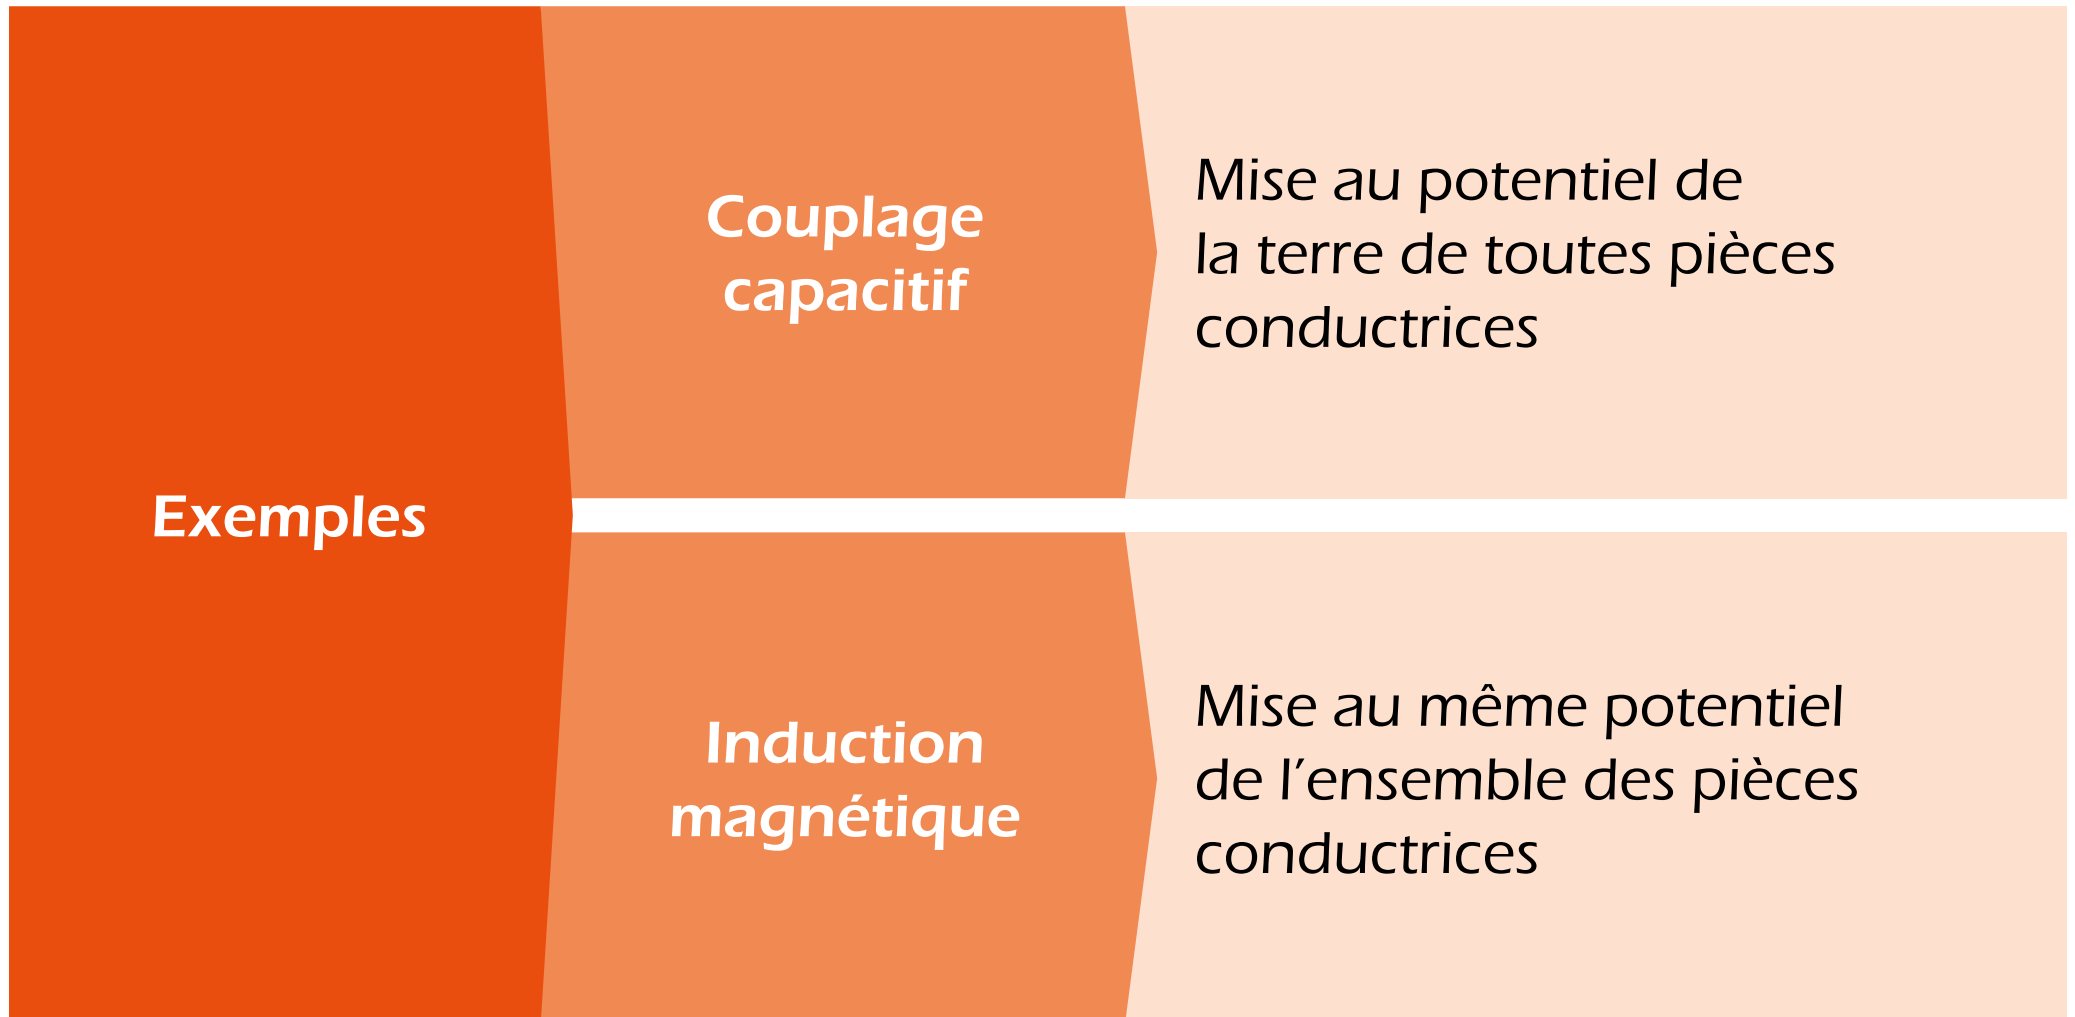 Exemples
Couplage
capacitif
Mise au potentiel de
la terre de toutes pièces
conductrices
Induction
magnétique
Mise au même potentiel
de l’ensemble des pièces
conductrices